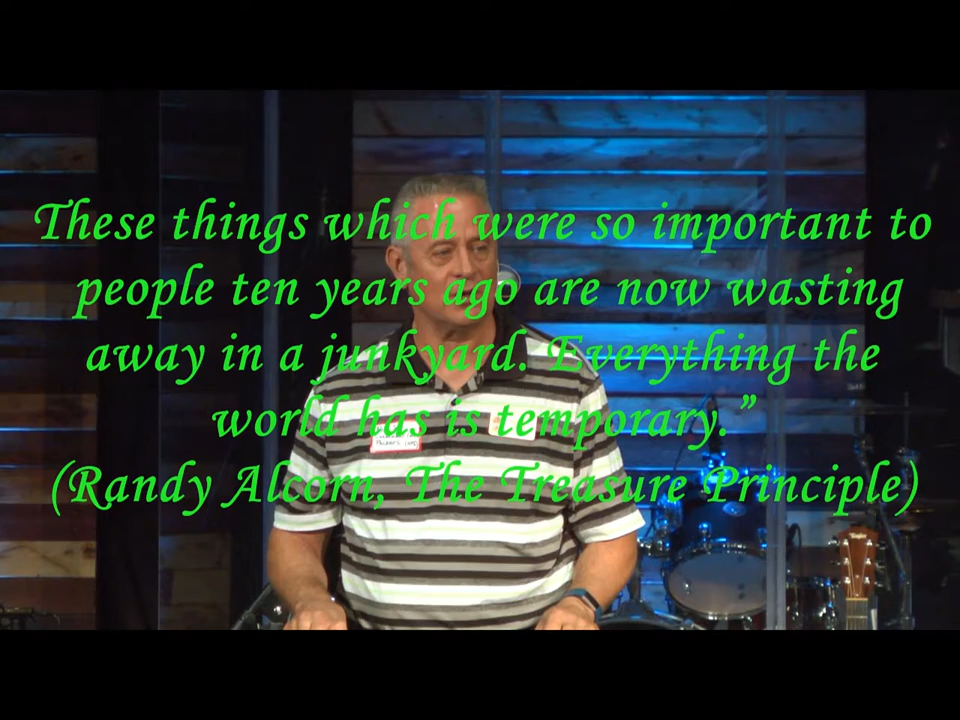 These things which were so important to
people ten years ago are now wasting
away in a junkyard. Everything the
world has is temporary.”
(Randy Alcorn, The Treasure Principle)